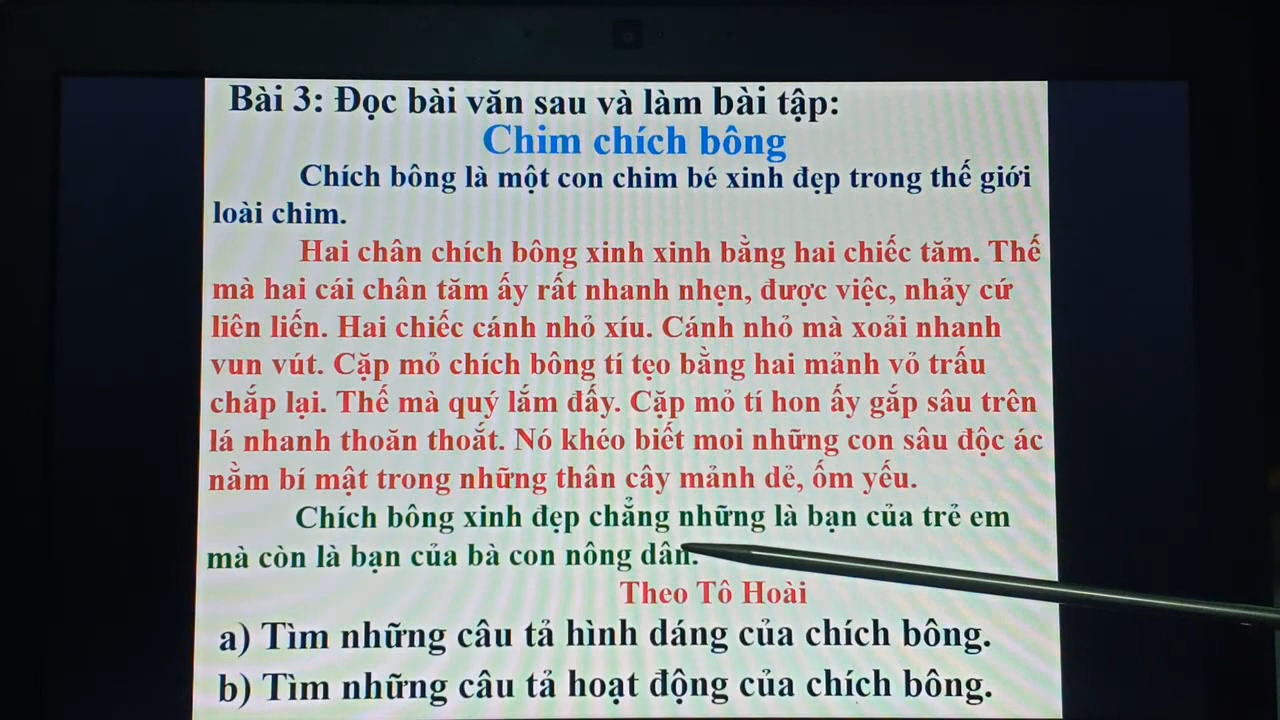 Bài 3: Đọc bài văn sau và làm bài tập:
Chim chích bông
Chích bông là một con chim bé xinh đẹp trong thế giới
loài chim.
Hai chân chích bông xinh xinh bằng hai chiếc tăm. Thế
mà hai cái chân tăm ấy rất nhanh nhẹn, được việc, nhảy cứ
liên liến. Hai chiếc cánh nhỏ xíu. Cánh nhỏ mà xoải nhanh
vun vút. Cặp mỏ chích bông tí tẹo bằng hai mảnh vỏ trấu
chắp lại. Thế mà quý lắm đấy. Cặp mỏ tí hon ấy gắp sâu trên
lá nhanh thoăn thoắt. Nó khéo biết moi những con sâu độc ác
nằm bí mật trong những thân cây mảnh dẻ, ốm yếu.
Chích bông xinh đẹp chẳng những là bạn của trẻ em
mà còn là bạn của bà con nông dân.
Theo Tô Hoài
a) Tìm những câu tả hình dáng của chích bông.
b) Tìm những câu tả hoạt động của chích bông.